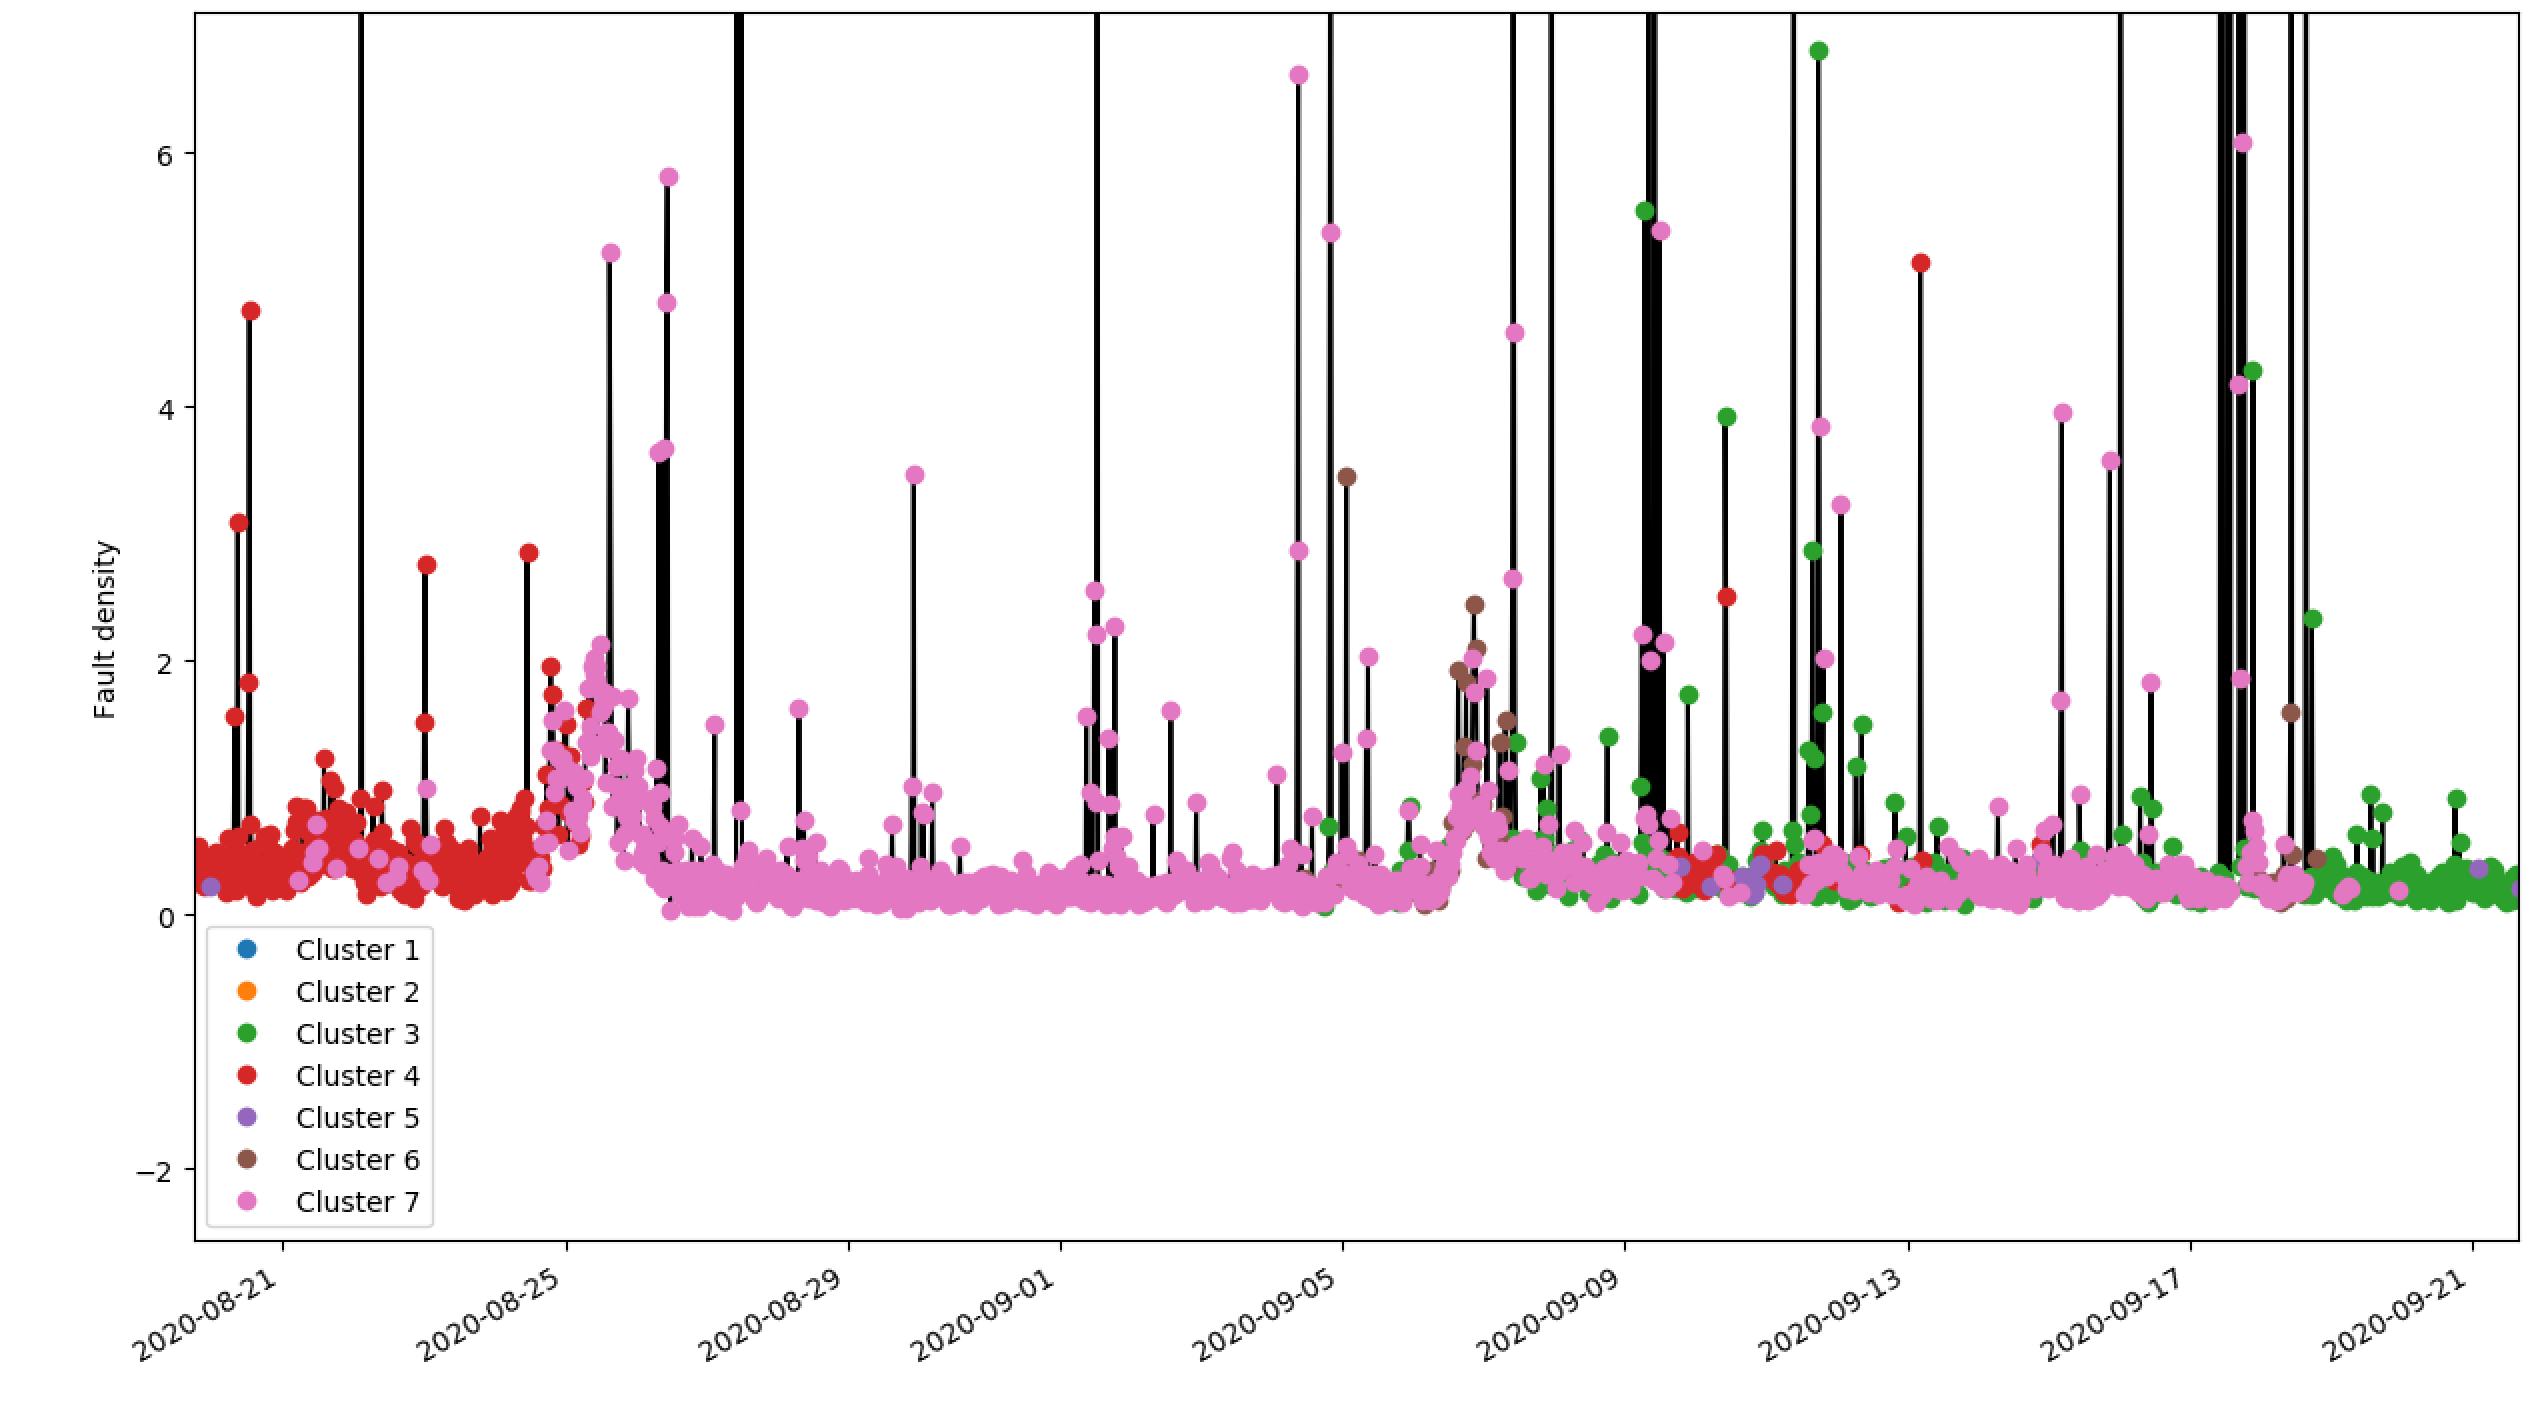 6
4
2
0
−2
Fault density
Cluster 1
Cluster 2
Cluster 3
Cluster 4
Cluster 5
Cluster 6
Cluster 7
2020-08-21
2020-08-25
2020-08-29
2020-09-01
2020-09-05
2020-09-09
2020-09-13
2020-09-17
2020-09-21